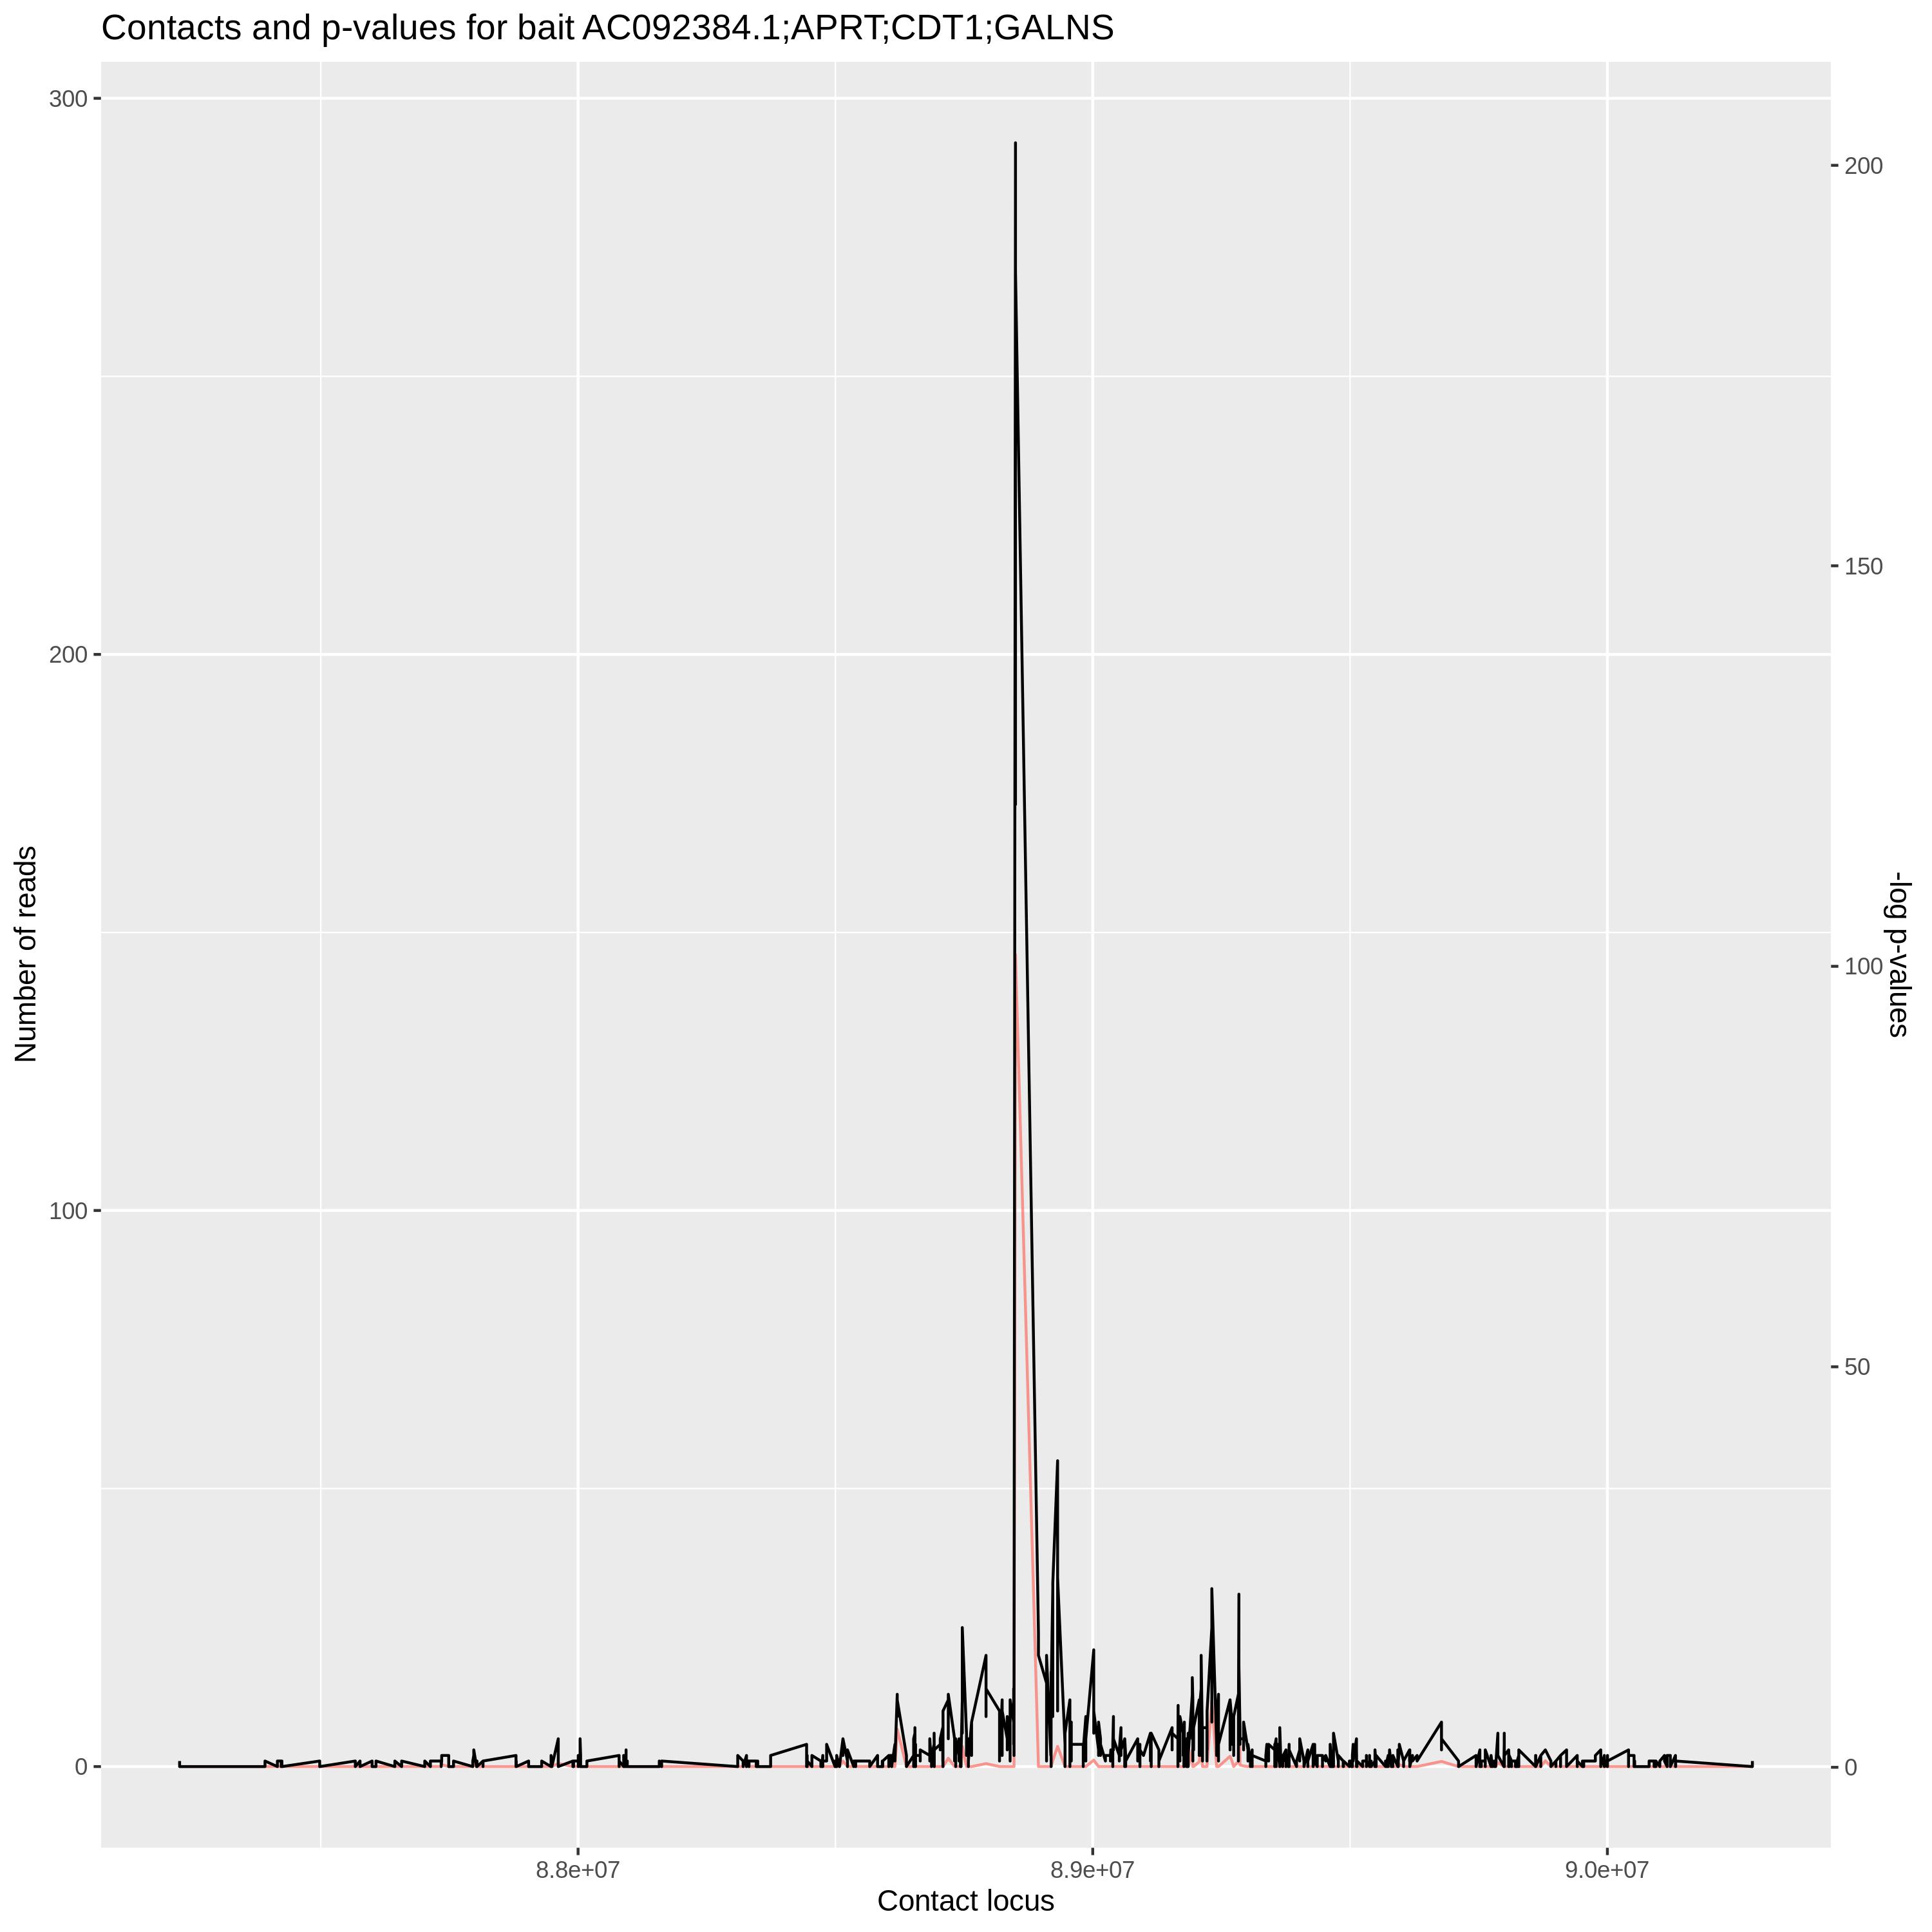 Contacts and p-values for bait AC092384.1;APRT;CDT1;GALNS
300
200
100
0
Number of reads
200
150
100
50
0
-log p-values
8.8e+07
8.9e+07
9.0e+07
Contact locus